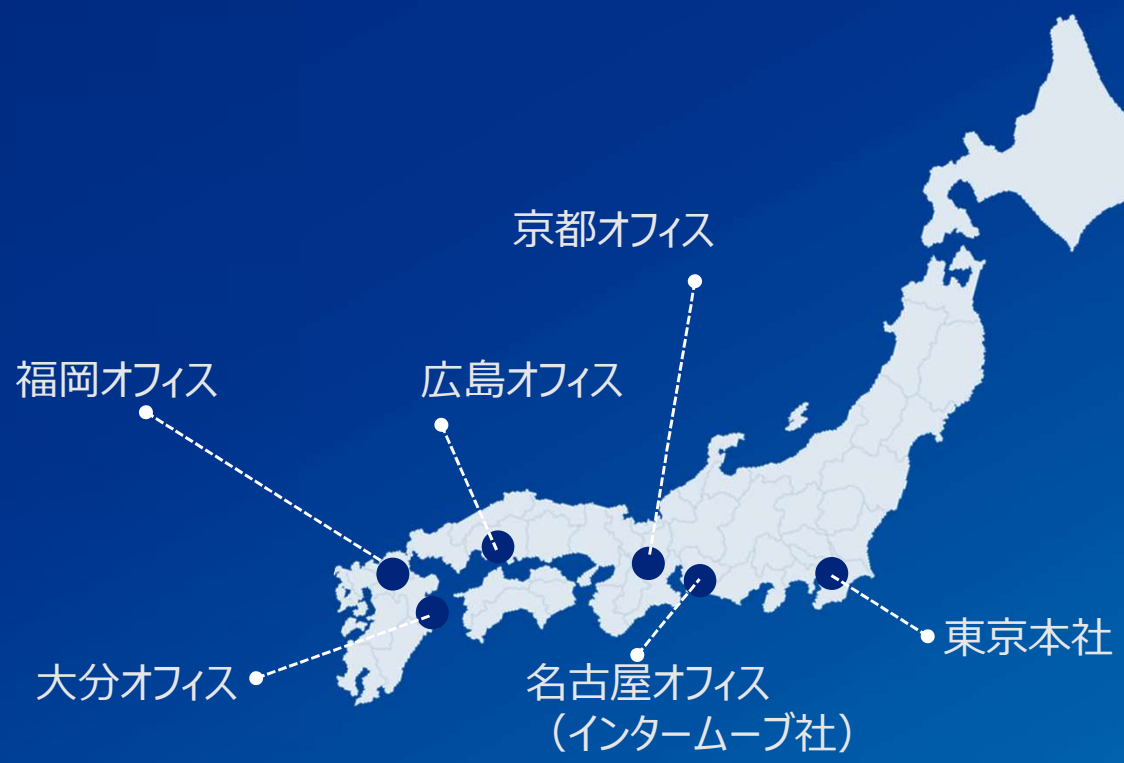 京都オフィス
福岡オフィス
広島オフィス
東京本社
大分オフィス
名古屋オフィス
（インタームーブ社）